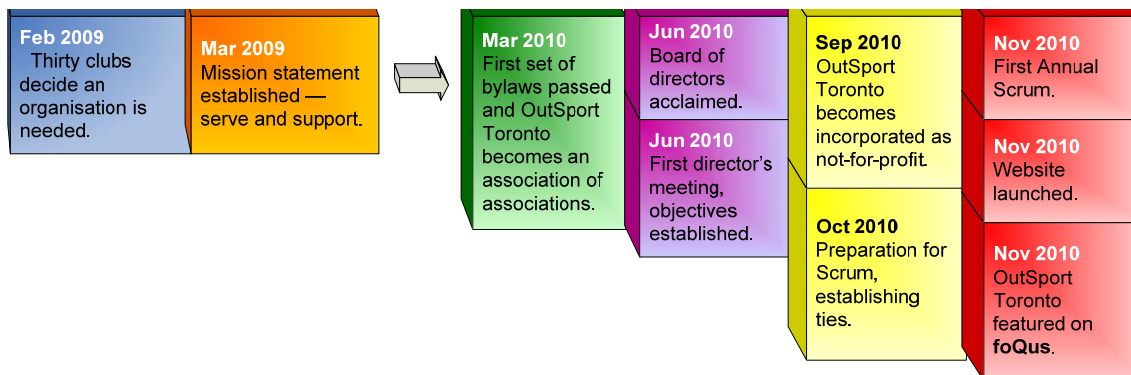 Feb 2009
Thirty clubs
decide an
organisation is
needed.
Mar 2009
Mission statement
established —
serve and support.
Mar 2010
First set of
bylaws passed
and OutSport
Toronto
becomes an
association of
associations.
Jun 2010
Board of
directors
acclaimed.
Jun 2010
First director’s
meeting,
objectives
established.
Sep 2010
OutSport
Toronto
becomes
incorporated as
not-for-profit.
Oct 2010
Preparation for
Scrum,
establishing
ties.
Nov 2010
First Annual
Scrum.
Nov 2010
Website
launched.
Nov 2010
OutSport
Toronto
featured on
foQus.